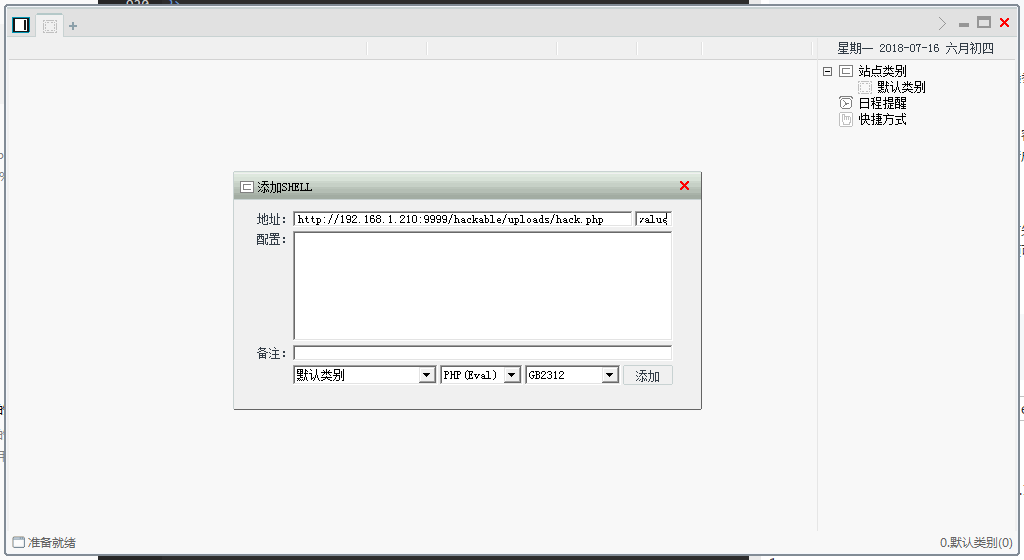 星期一 2018-07-16 六月初四
站点类别
默认类别
日程提醒
快捷方式
添加SHELL
地址: http://192.168.1.210:9999/hackable/uploads/hack.php
配置:
备注:
默认类别 PHP(Eval) GB2312 添加
准备就绪 0.默认类别(0)